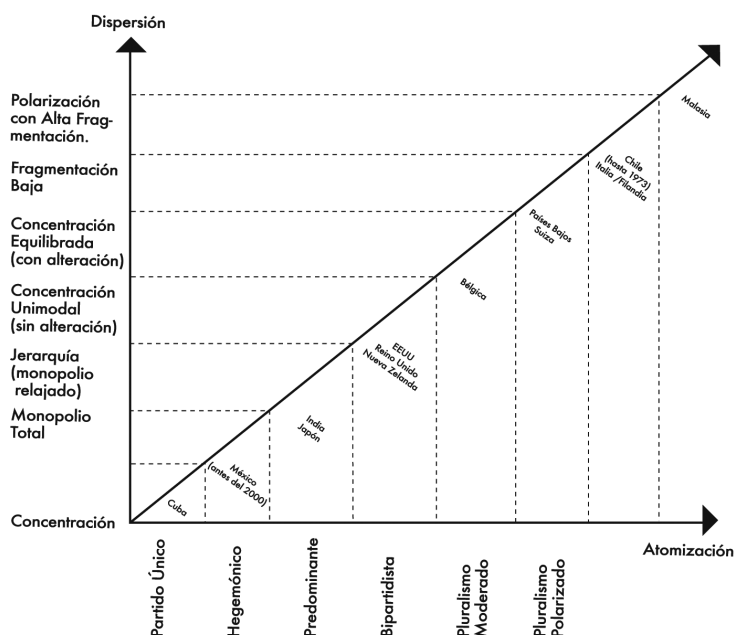 Dispersión
Polarización
con Alta Frag-
mentación.
Fragmentación
Baja
Concentración
Equilibrada
(con alteración)
Concentración
Unimodal
(sin alteración)
Jerarquía
(monopolio
relajado)
Monopolio
Total
Concentración
Malasia
Chile
(hasta 1973)
Italia /Filandia
Países Bajos
Suiza
Bélgica
EEUU
Reino Unido
Nueva Zelanda
India
Japón
México
(antes del 2000)
Cuba
Atomización
Partido Único
Hegemónico
Predominante
Bipartidista
Pluralismo
Moderado
Pluralismo
Polarizado